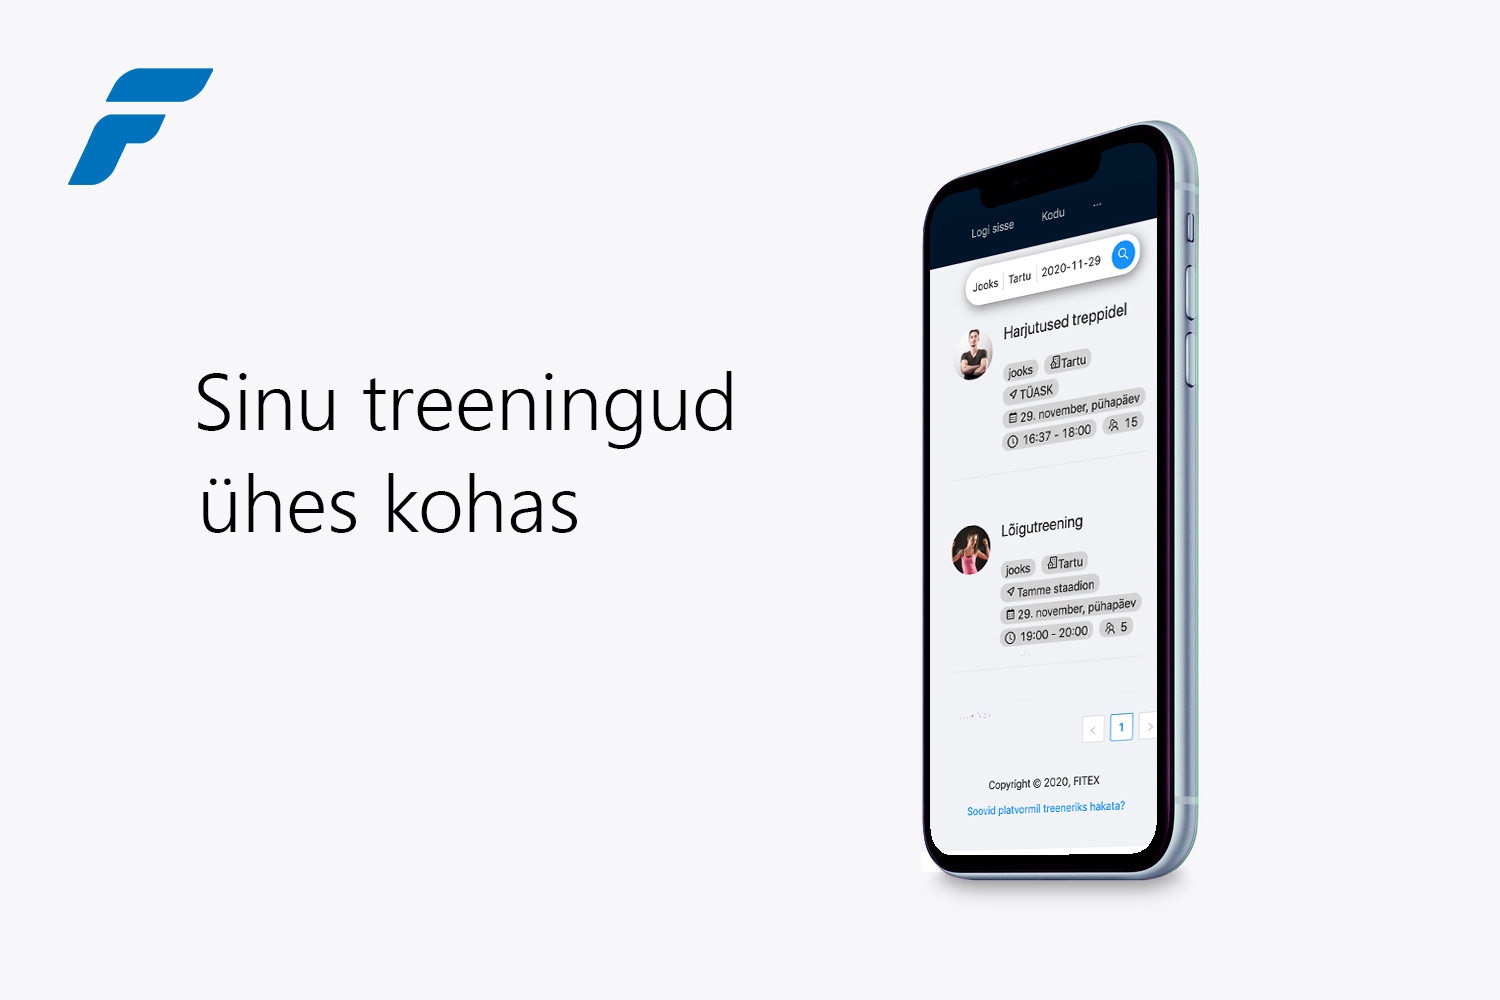 Sinu treeningud
ühes kohas
Logi sisse Kodu ...
Jooks Tartu 2020-11-29
Harjutused treppidel
jooks Tartu
TÜASK
29. november, pühapäev
16:37 - 18:00 15
Lõigutreening
jooks Tartu
Tamme staadion
29. november, pühapäev
19:00 - 20:00 5
< 1 >
Copyright © 2020, FITEX
Soovid platvormil treeneriks hakata?